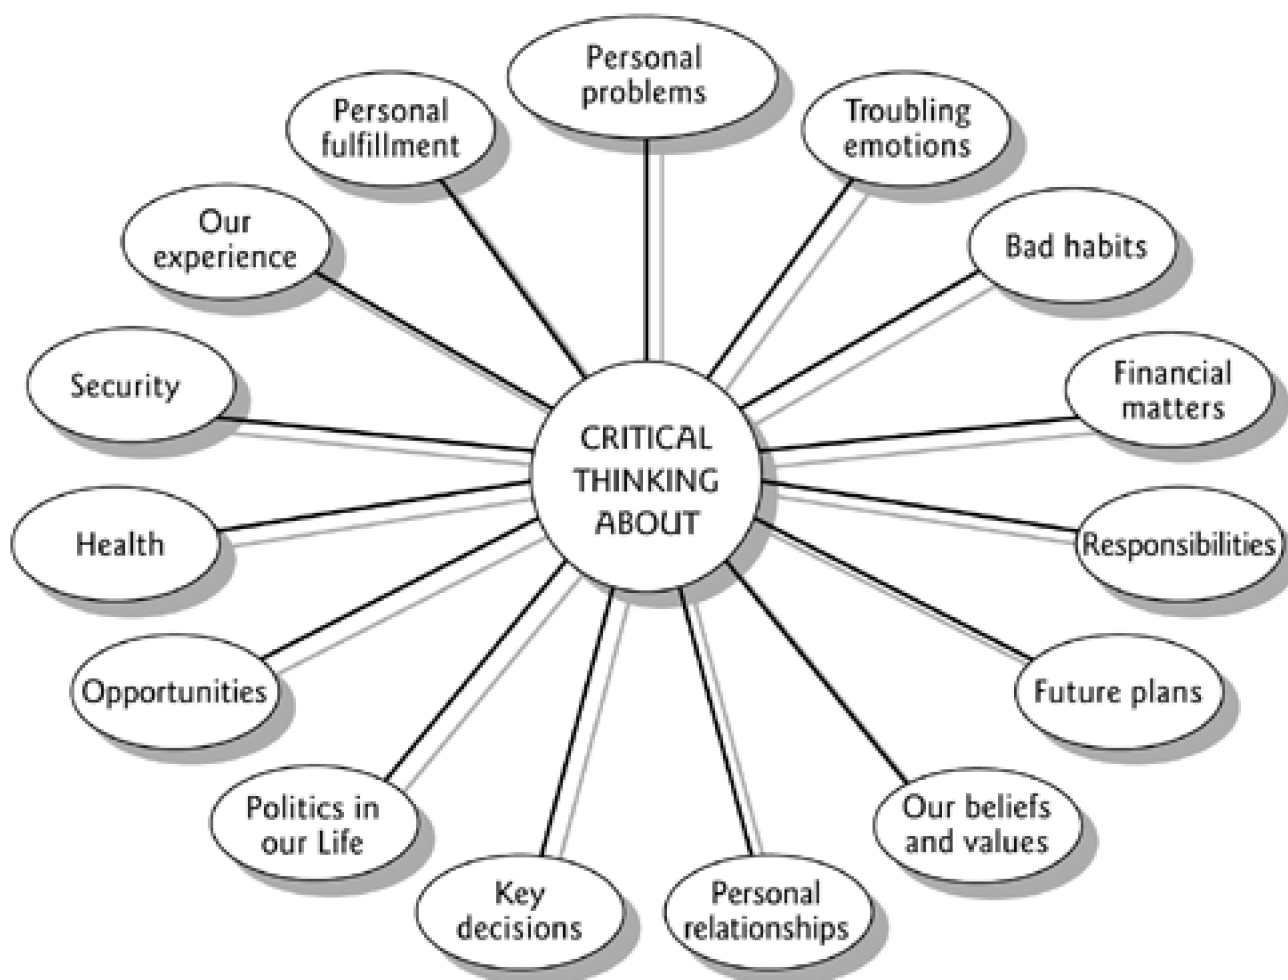 Personal
problems
Troubling
emotions
Bad habits
Financial
matters
Responsibilities
Future plans
Our beliefs
and values
Personal
relationships
Key
decisions
Politics in
our Life
Opportunities
Health
Security
Our
experience
Personal
fulfillment
CRITICAL
THINKING
ABOUT